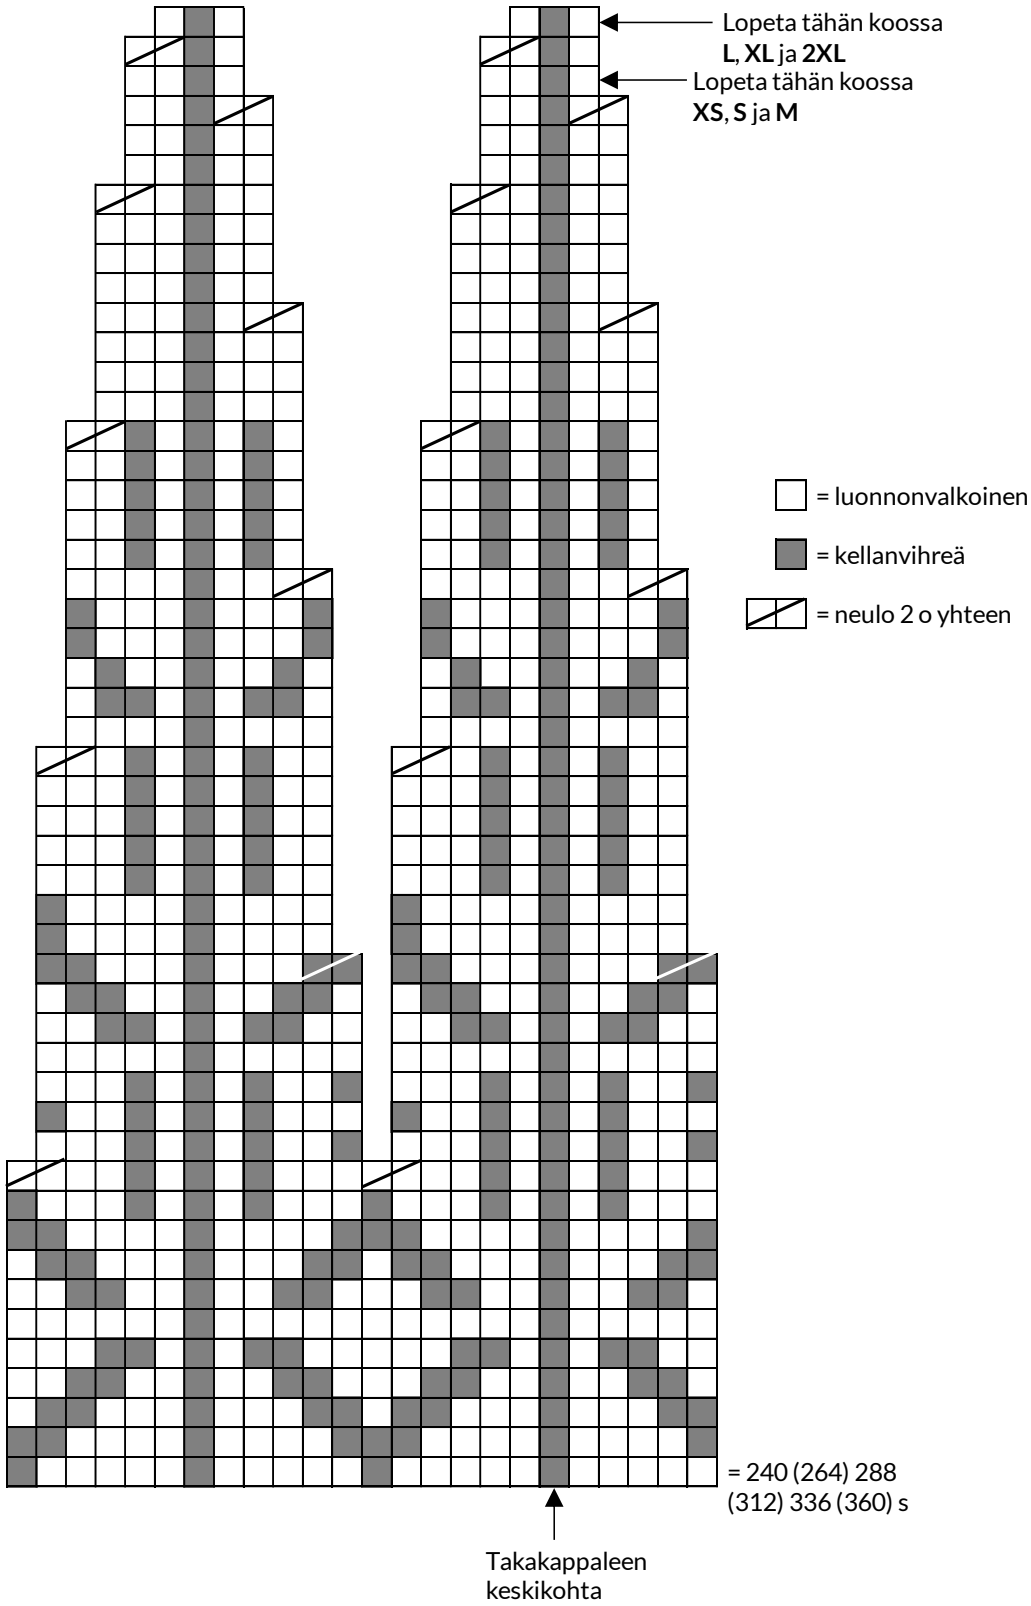 Lopeta tähän koossa
L, XL ja 2XL
Lopeta tähän koossa
XS, S ja M
= luonnonvalkoinen
= kellanvihreä
= neulo 2 o yhteen
= 240 (264) 288
(312) 336 (360) s
Takakappaleen
keskikohta